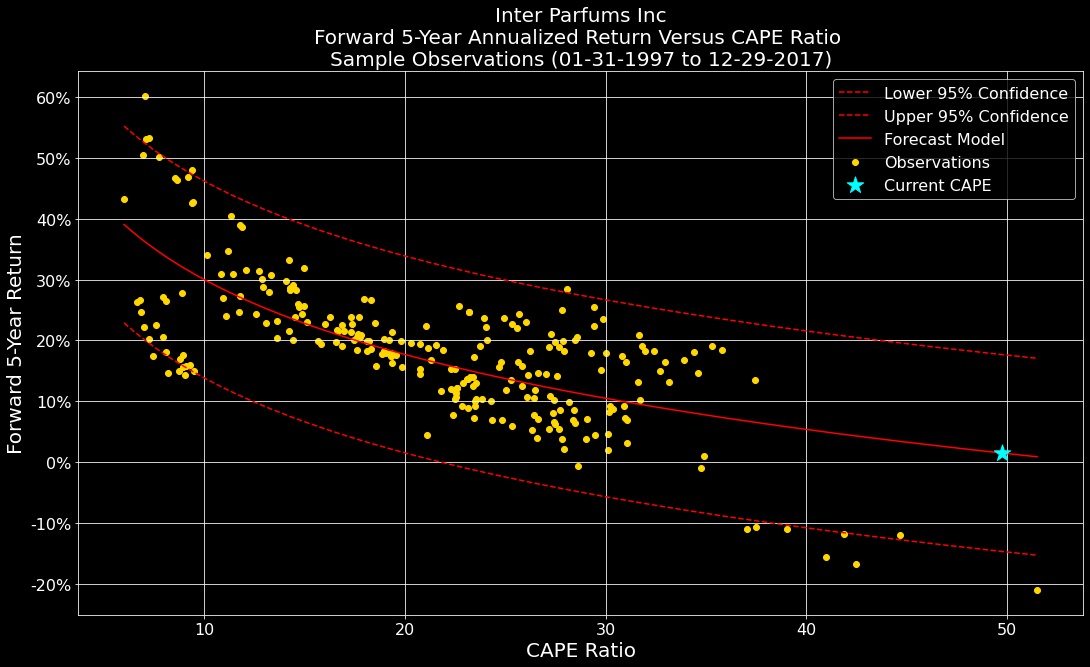 Inter Parfums Inc
Forward 5-Year Annualized Return Versus CAPE Ratio
Sample Observations (01-31-1997 to 12-29-2017)
Lower 95% Confidence
Upper 95% Confidence
Forecast Model
Observations
Current CAPE
Forward 5-Year Return
60%
50%
40%
30%
20%
10%
0%
-10%
-20%
10 20 30 40 50
CAPE Ratio